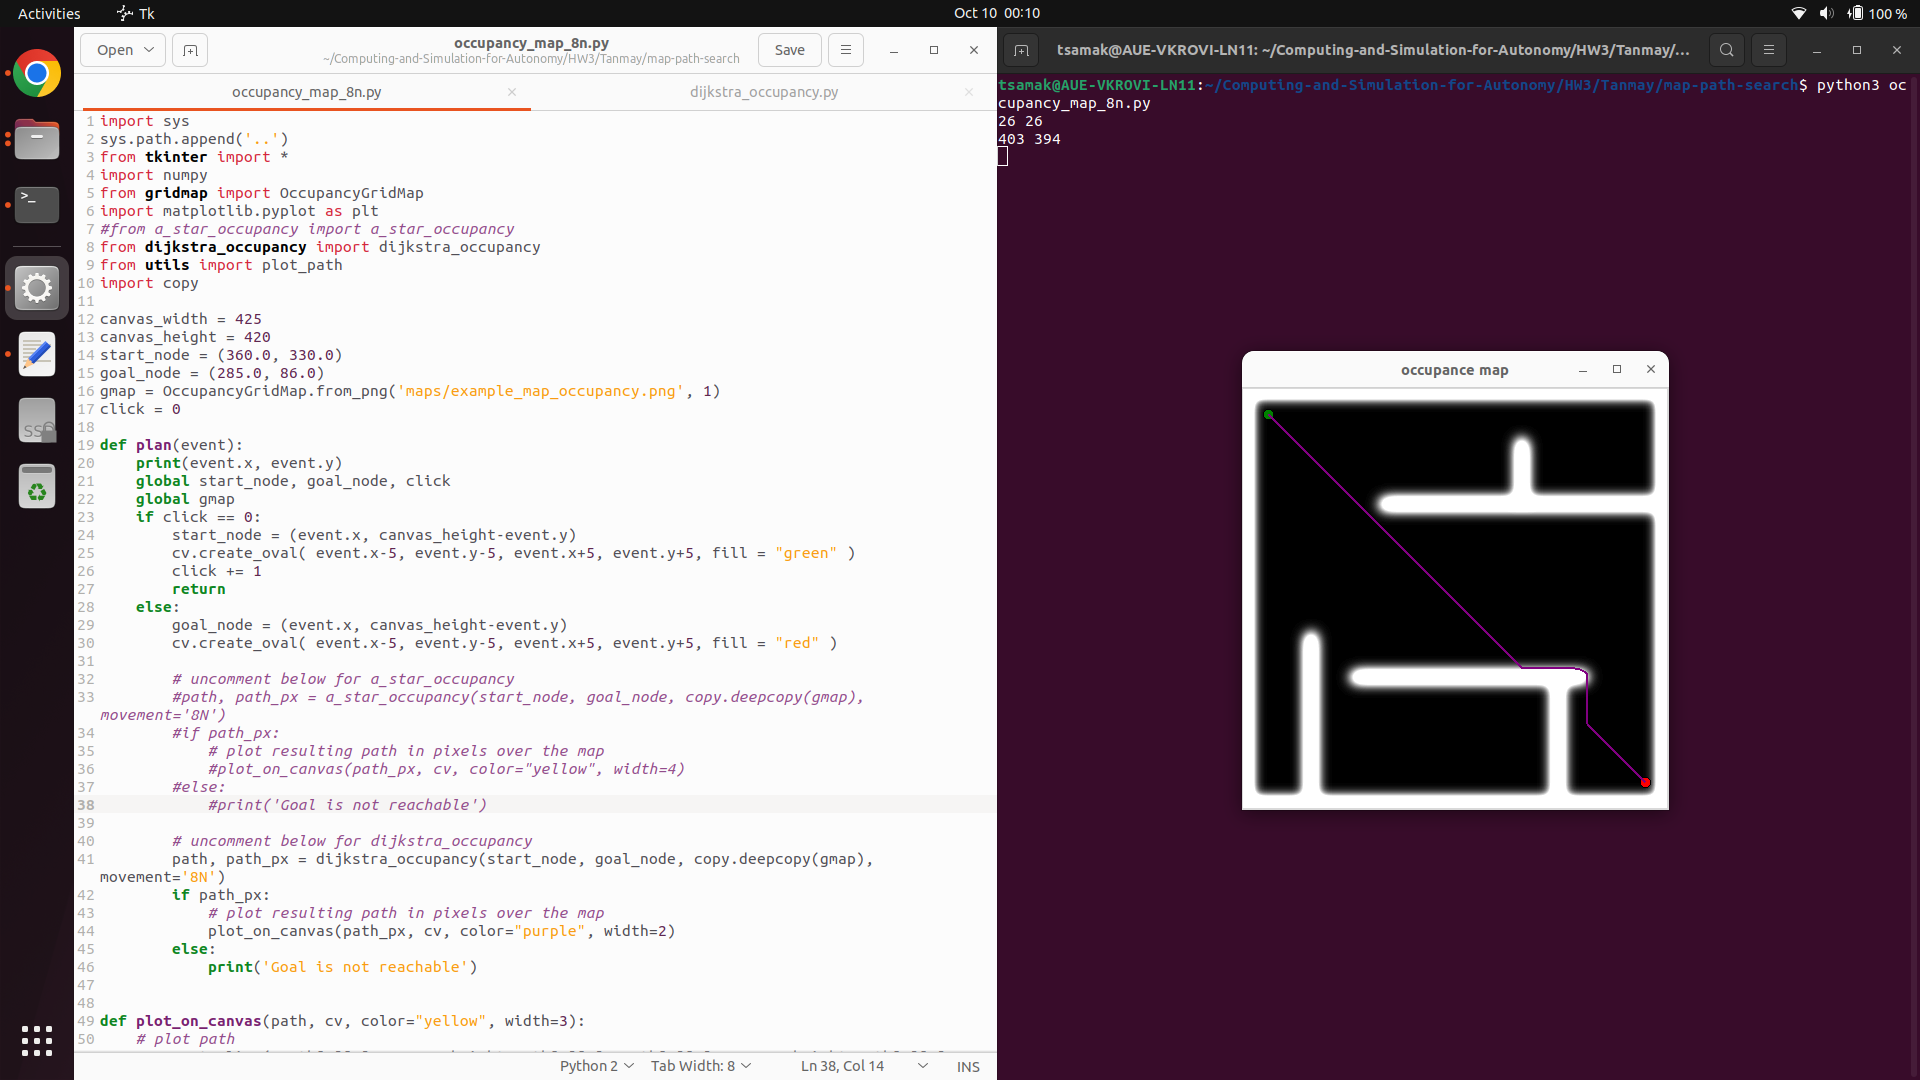 Activities
Tk
Oct 10 00:10
100 %
Open
occupancy_map_8n.py
~/Computing-and-Simulation-for-Autonomy/HW3/Tanmay/map-path-search
Save
occupancy_map_8n.py
dijkstra_occupancy.py
1 import sys
2 sys.path.append('..')
3 from tkinter import *
4 import numpy
5 from gridmap import OccupancyGridMap
6 import matplotlib.pyplot as plt
7 #from a_star_occupancy import a_star_occupancy
8 from dijkstra_occupancy import dijkstra_occupancy
9 from utils import plot_path
10 import copy
11
12 canvas_width = 425
13 canvas_height = 420
14 start_node = (360.0, 330.0)
15 goal_node = (285.0, 86.0)
16 gmap = OccupancyGridMap.from_png('maps/example_map_occupancy.png', 1)
17 click = 0
18
19 def plan(event):
20     print(event.x, event.y)
21     global start_node, goal_node, click
22     global gmap
23     if click == 0:
24         start_node = (event.x, canvas_height-event.y)
25         cv.create_oval( event.x-5, event.y-5, event.x+5, event.y+5, fill = "green" )
26         click += 1
27         return
28     else:
29         goal_node = (event.x, canvas_height-event.y)
30         cv.create_oval( event.x-5, event.y-5, event.x+5, event.y+5, fill = "red" )
31
32         # uncomment below for a_star_occupancy
33         #path, path_px = a_star_occupancy(start_node, goal_node, copy.deepcopy(gmap),
movement='8N')
34         #if path_px:
35             # plot resulting path in pixels over the map
36             #plot_on_canvas(path_px, cv, color="yellow", width=4)
37         #else:
38             #print('Goal is not reachable')
39
40         # uncomment below for dijkstra_occupancy
41         path, path_px = dijkstra_occupancy(start_node, goal_node, copy.deepcopy(gmap),
movement='8N')
42         if path_px:
43             # plot resulting path in pixels over the map
44             plot_on_canvas(path_px, cv, color="purple", width=2)
45         else:
46             print('Goal is not reachable')
47
48
49 def plot_on_canvas(path, cv, color="yellow", width=3):
50     # plot path
Python 2
Tab Width: 8
Ln 38, Col 14
INS
tsamak@AUE-VKROVI-LN11: ~/Computing-and-Simulation-for-Autonomy/HW3/Tanmay/...
tsamak@AUE-VKROVI-LN11:~/Computing-and-Simulation-for-Autonomy/HW3/Tanmay/map-path-search$ python3 oc
cupancy_map_8n.py
26 26
403 394
occupance map